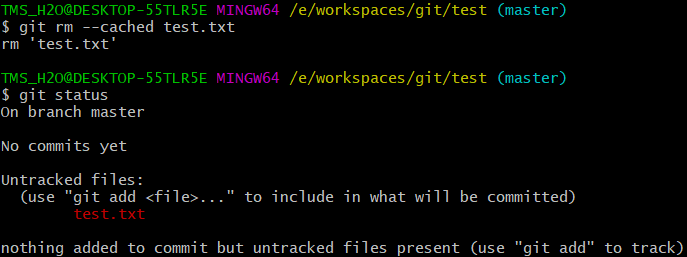 TMS_H2O@DESKTOP-55TLR5E MINGW64 /e/workspaces/git/test (master)
$ git rm --cached test.txt
rm 'test.txt'
TMS_H2O@DESKTOP-55TLR5E MINGW64 /e/workspaces/git/test (master)
$ git status
On branch master
No commits yet
Untracked files:
  (use "git add <file>..." to include in what will be committed)
        test.txt
nothing added to commit but untracked files present (use "git add" to track)